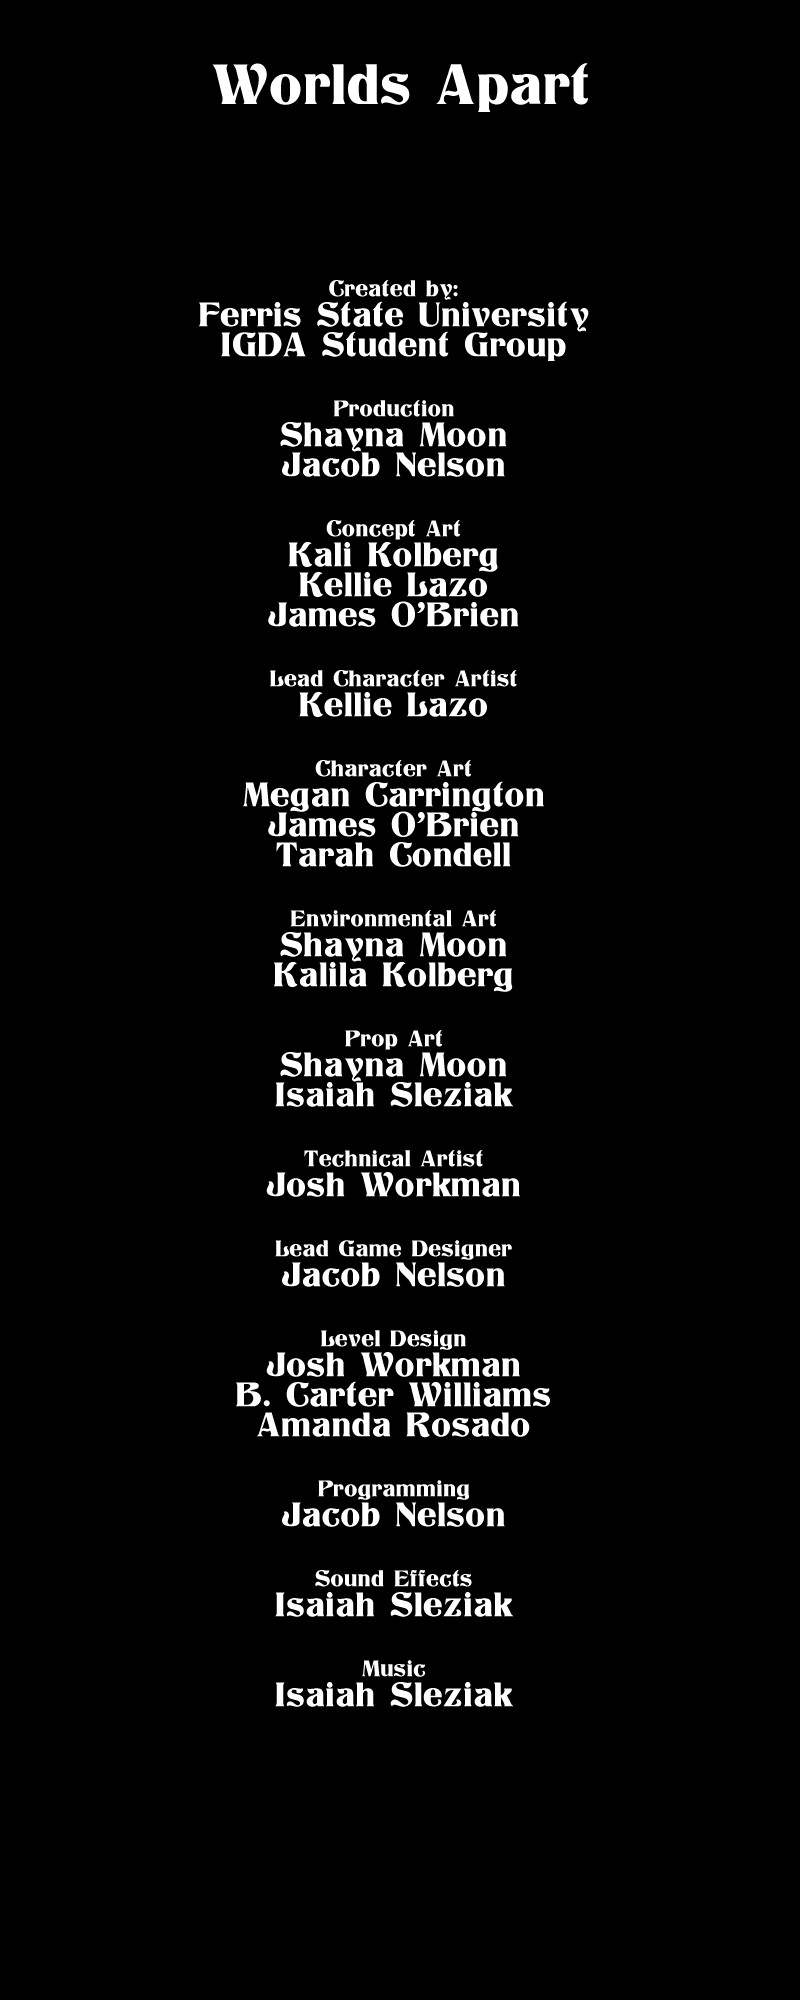 Worlds Apart
Created by:
Ferris State University
IGDA Student Group
Production
Shayna Moon
Jacob Nelson
Concept Art
Kali Kolberg
Kellie Lazo
James O'Brien
Lead Character Artist
Kellie Lazo
Character Art
Megan Carrington
James O'Brien
Tarah Condell
Environmental Art
Shayna Moon
Kalila Kolberg
Prop Art
Shayna Moon
Isaiah Sleziak
Technical Artist
Josh Workman
Lead Game Designer
Jacob Nelson
Level Design
Josh Workman
B. Carter Williams
Amanda Rosado
Programming
Jacob Nelson
Sound Effects
Isaiah Sleziak
Music
Isaiah Sleziak